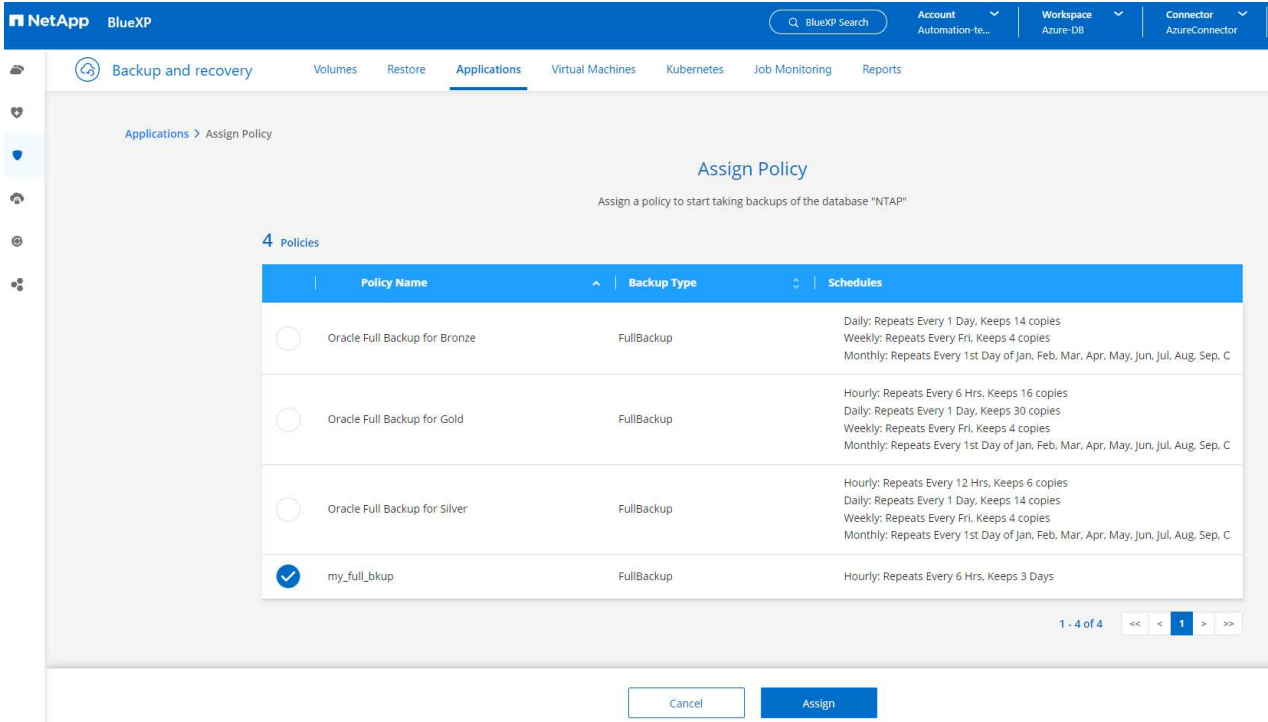 NetApp BlueXP
BlueXP Search
Account
Automation-te...
Workspace
Azure-DB
Connector
AzureConnector
Backup and recovery
Volumes Restore Applications Virtual Machines Kubernetes Job Monitoring Reports
Applications > Assign Policy
Assign Policy
Assign a policy to start taking backups of the database "NTAP"
4 Policies
Policy Name Backup Type Schedules
Oracle Full Backup for Bronze FullBackup
Daily: Repeats Every 1 Day, Keeps 14 copies
Weekly: Repeats Every Fri, Keeps 4 copies
Monthly: Repeats Every 1st Day of Jan, Feb, Mar, Apr, May, Jun, Jul, Aug, Sep, O
Oracle Full Backup for Gold FullBackup
Hourly: Repeats Every 6 Hrs, Keeps 16 copies
Daily: Repeats Every 1 Day, Keeps 30 copies
Weekly: Repeats Every Fri, Keeps 4 copies
Monthly: Repeats Every 1st Day of Jan, Feb, Mar, Apr, May, Jun, Jul, Aug, Sep, O
Oracle Full Backup for Silver FullBackup
Hourly: Repeats Every 12 Hrs, Keeps 6 copies
Daily: Repeats Every 1 Day, Keeps 14 copies
Weekly: Repeats Every Fri, Keeps 4 copies
Monthly: Repeats Every 1st Day of Jan, Feb, Mar, Apr, May, Jun, Jul, Aug, Sep, O
my_full_bkup FullBackup Hourly: Repeats Every 6 Hrs, Keeps 3 Days
1 - 4 of 4 << < 1 > >>
Cancel Assign